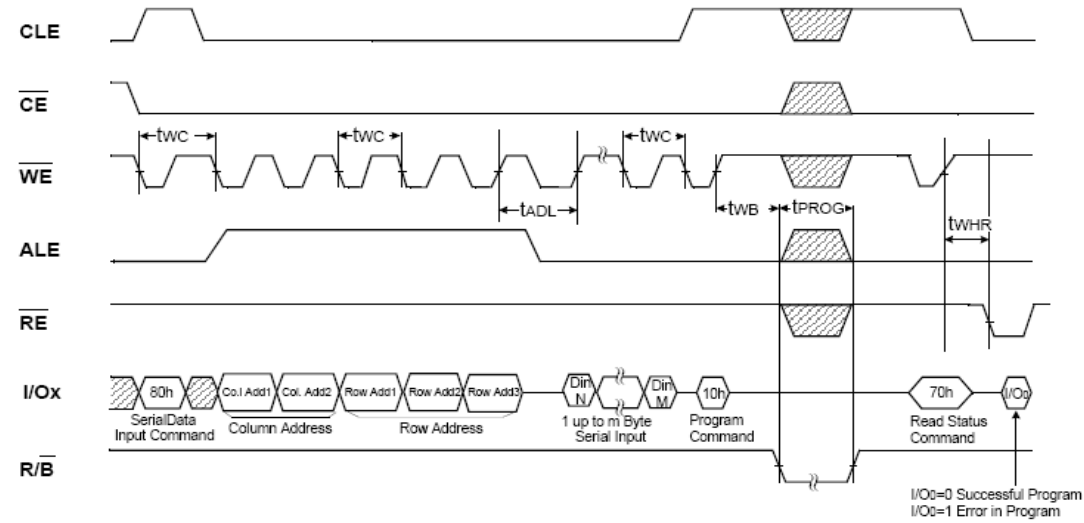 CLE
CE
tWC
tWC
tWC
WE
tADL
tWB
tPROG
tWHR
ALE
RE
I/Ox
80h
Co.l Add1
Col. Add2
Row Add1
Row Add2
Row Add3
Din
N
Din
M
10h
70h
I/O0
SerialData
Input Command
Column Address
Row Address
1 up to m Byte
Serial Input
Program
Command
Read Status
Command
R/B
I/O0=0 Successful Program
I/O0=1 Error in Program